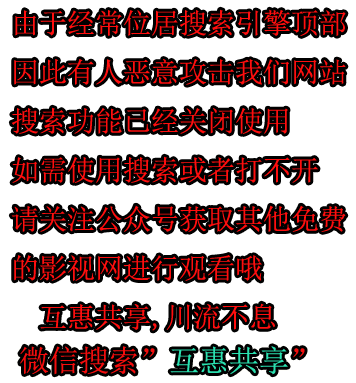 由于经常位居搜索引擎顶部
因此有人恶意攻击我们网站
搜索功能已经关闭使用
如需使用搜索或者打不开
请关注公众号获取其他免费
的影视网进行观看哦
互惠共享,川流不息
微信搜索”互惠共享”